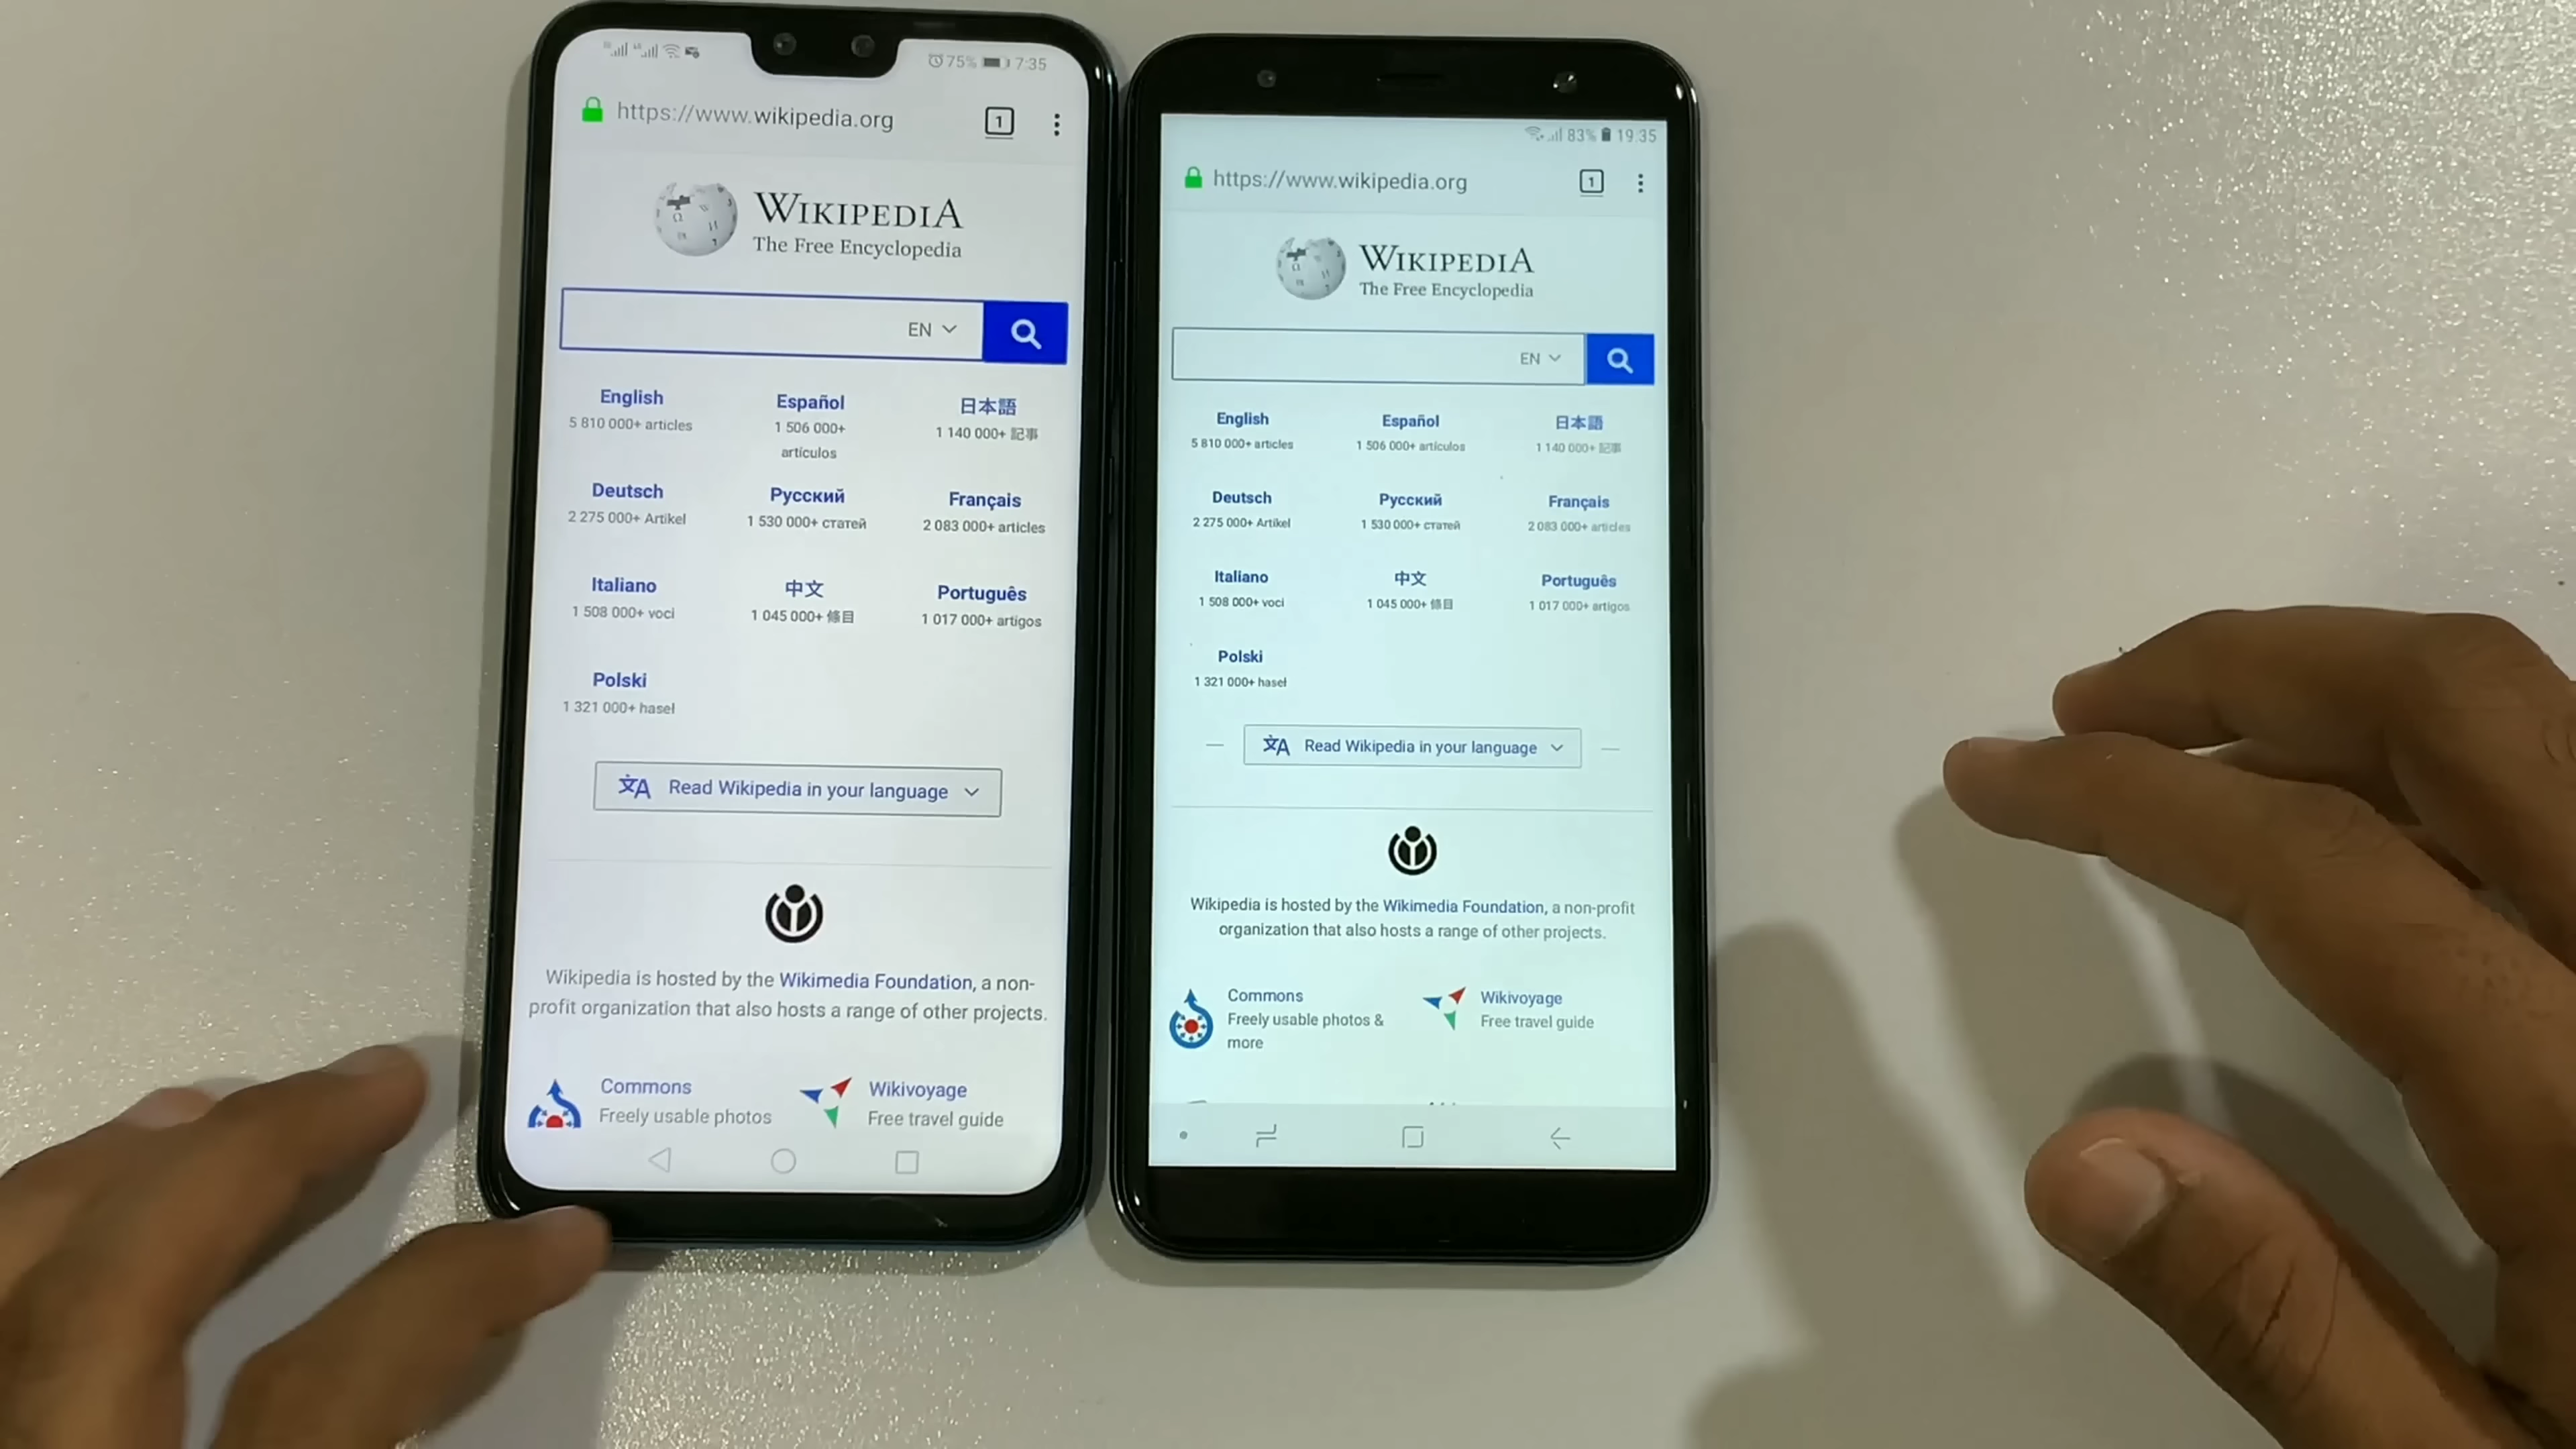 75% 7:35
https://www.wikipedia.org
1
WIKIPEDIA
The Free Encyclopedia
EN
English
5 810 000+ articles
Español
1 506 000+
artículos
日本語
1 140 000+ 記事
Deutsch
2 275 000+ Artikel
Русский
1 530 000+ статей
Français
2 083 000+ articles
Italiano
1 508 000+ voci
中文
1 045 000+ 條目
Português
1 017 000+ artigos
Polski
1 321 000+ haseł
Read Wikipedia in your language
Wikipedia is hosted by the Wikimedia Foundation, a non-
profit organization that also hosts a range of other projects.
Commons
Freely usable photos
Wikivoyage
Free travel guide
83% 19:35
https://www.wikipedia.org
1
WIKIPEDIA
The Free Encyclopedia
EN
English
5 810 000+ articles
Español
1 506 000+ artículos
日本語
1 140 000+ 記事
Deutsch
2 275 000+ Artikel
Русский
1 530 000+ статей
Français
2 083 000+ articles
Italiano
1 508 000+ voci
中文
1 045 000+ 條目
Português
1 017 000+ artigos
Polski
1 321 000+ haseł
Read Wikipedia in your language
Wikipedia is hosted by the Wikimedia Foundation, a non-profit
organization that also hosts a range of other projects.
Commons
Freely usable photos &
more
Wikivoyage
Free travel guide